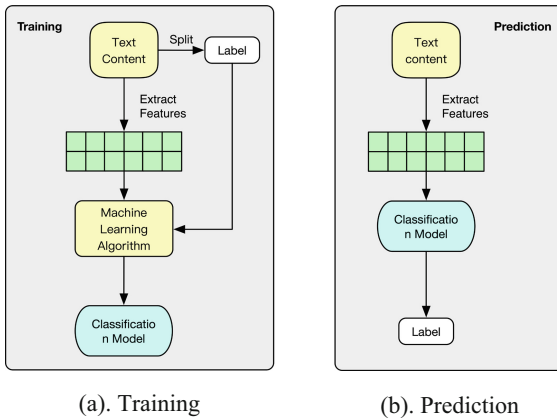 Training
Text
Content
Split
Label
Extract
Features
Machine
Learning
Algorithm
Classificatio
n Model
(a). Training
Prediction
Text
content
Extract
Features
Classificatio
n Model
Label
(b). Prediction